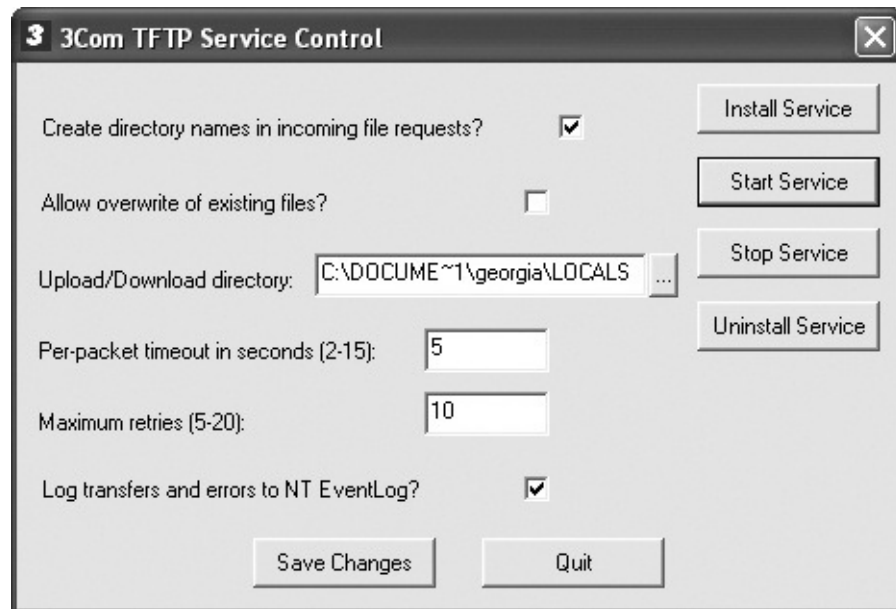 3 3Com TFTP Service Control
Create directory names in incoming file requests?
Install Service
Allow overwrite of existing files?
Start Service
Upload/Download directory: C:\DOCUME~1\georgia\LOCALS ...
Stop Service
Per-packet timeout in seconds (2-15): 5
Uninstall Service
Maximum retries (5-20): 10
Log transfers and errors to NT EventLog?
Save Changes
Quit